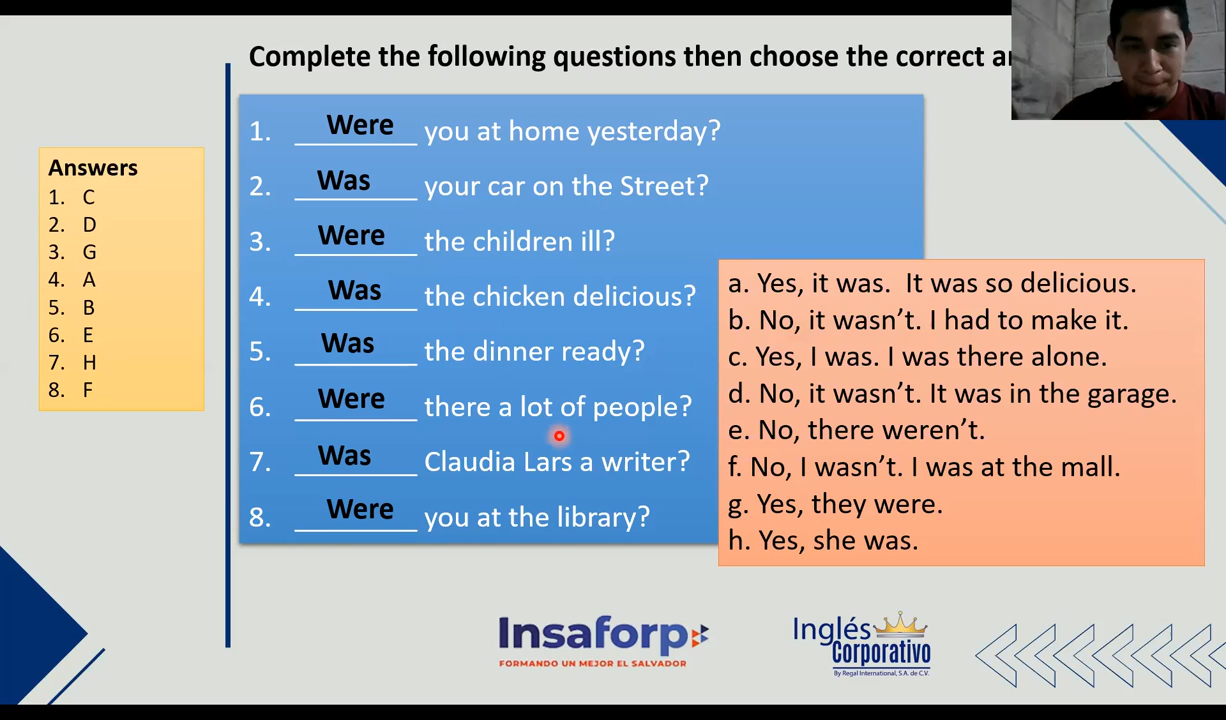 Complete the following questions then choose the correct
Answers
1. C
2. D
3. G
4. A
5. B
6. E
7. H
8. F
1. Were you at home yesterday?
2. Was your car on the Street?
3. Were the children ill?
4. Was the chicken delicious?
5. Was the dinner ready?
6. Were there a lot of people?
7. Was Claudia Lars a writer?
8. Were you at the library?
a. Yes, it was. It was so delicious.
b. No, it wasn’t. I had to make it.
c. Yes, I was. I was there alone.
d. No, it wasn’t. It was in the garage.
e. No, there weren’t.
f. No, I wasn’t. I was at the mall.
g. Yes, they were.
h. Yes, she was.
Insaforp
FORMANDO UN MEJOR EL SALVADOR
Inglés
Corporativo
By Regal International, S.A. de C.V.